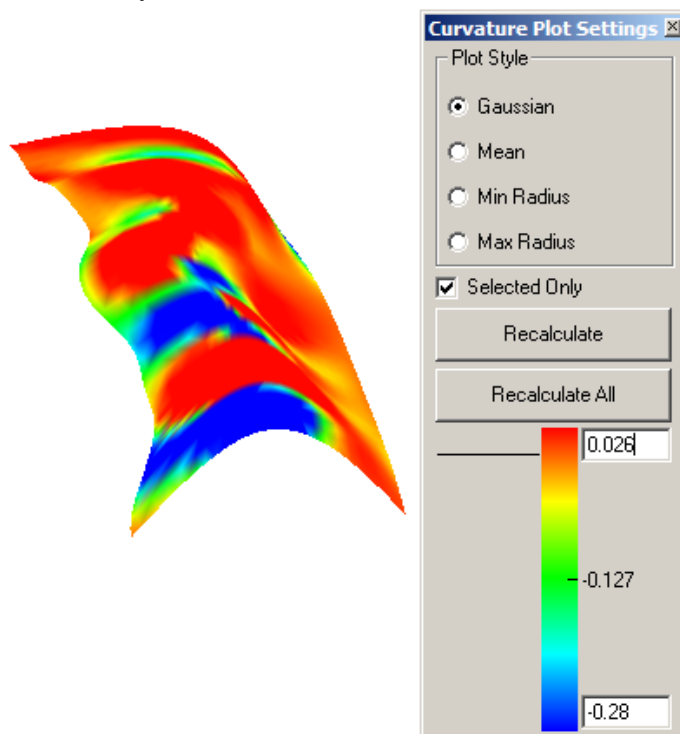 Curvature Plot Settings
Plot Style
Gaussian
Mean
Min Radius
Max Radius
Selected Only
Recalculate
Recalculate All
0.026
-0.127
-0.28